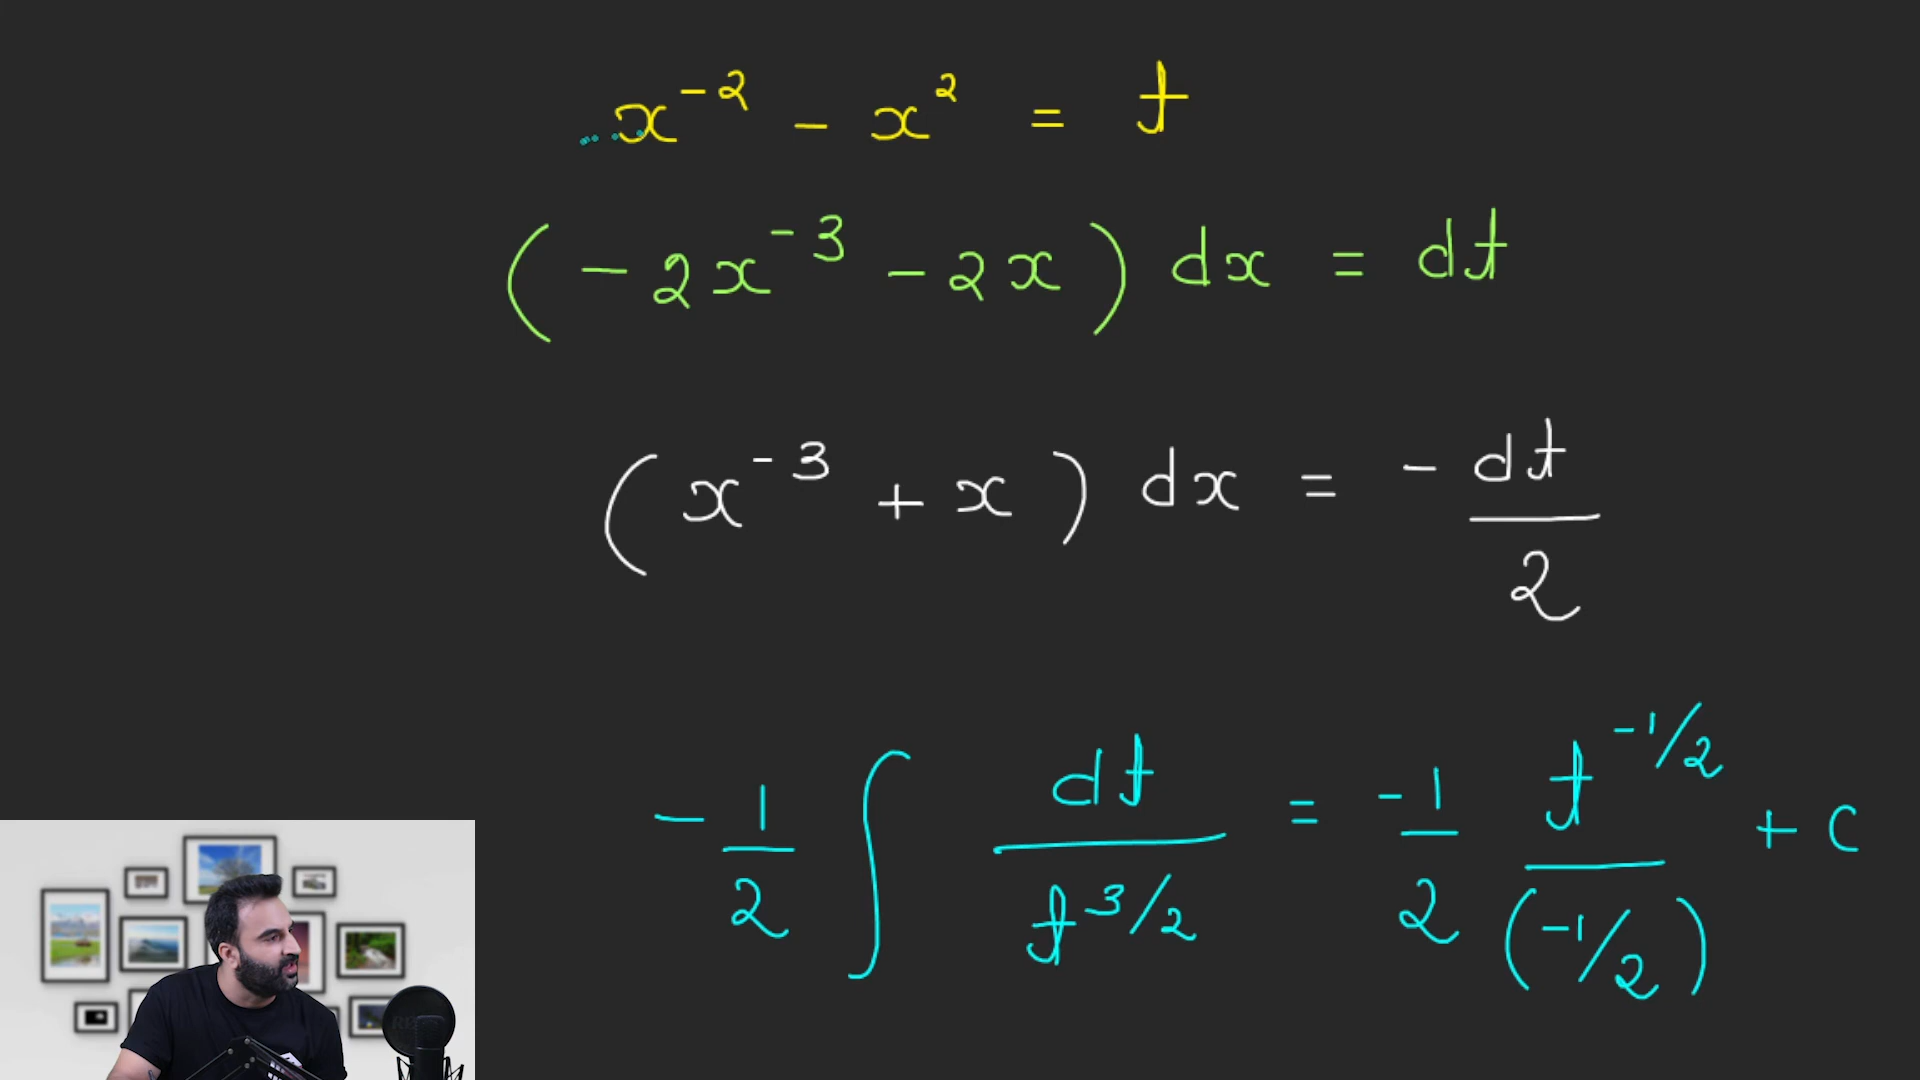 x⁻² - x² = t
(-2x⁻³ - 2x) dx = dt
(x⁻³ + x) dx = -dt/2
-1/2 ∫ dt/t^3/2 = -1/2 t^-1/2/(-1/2) + c